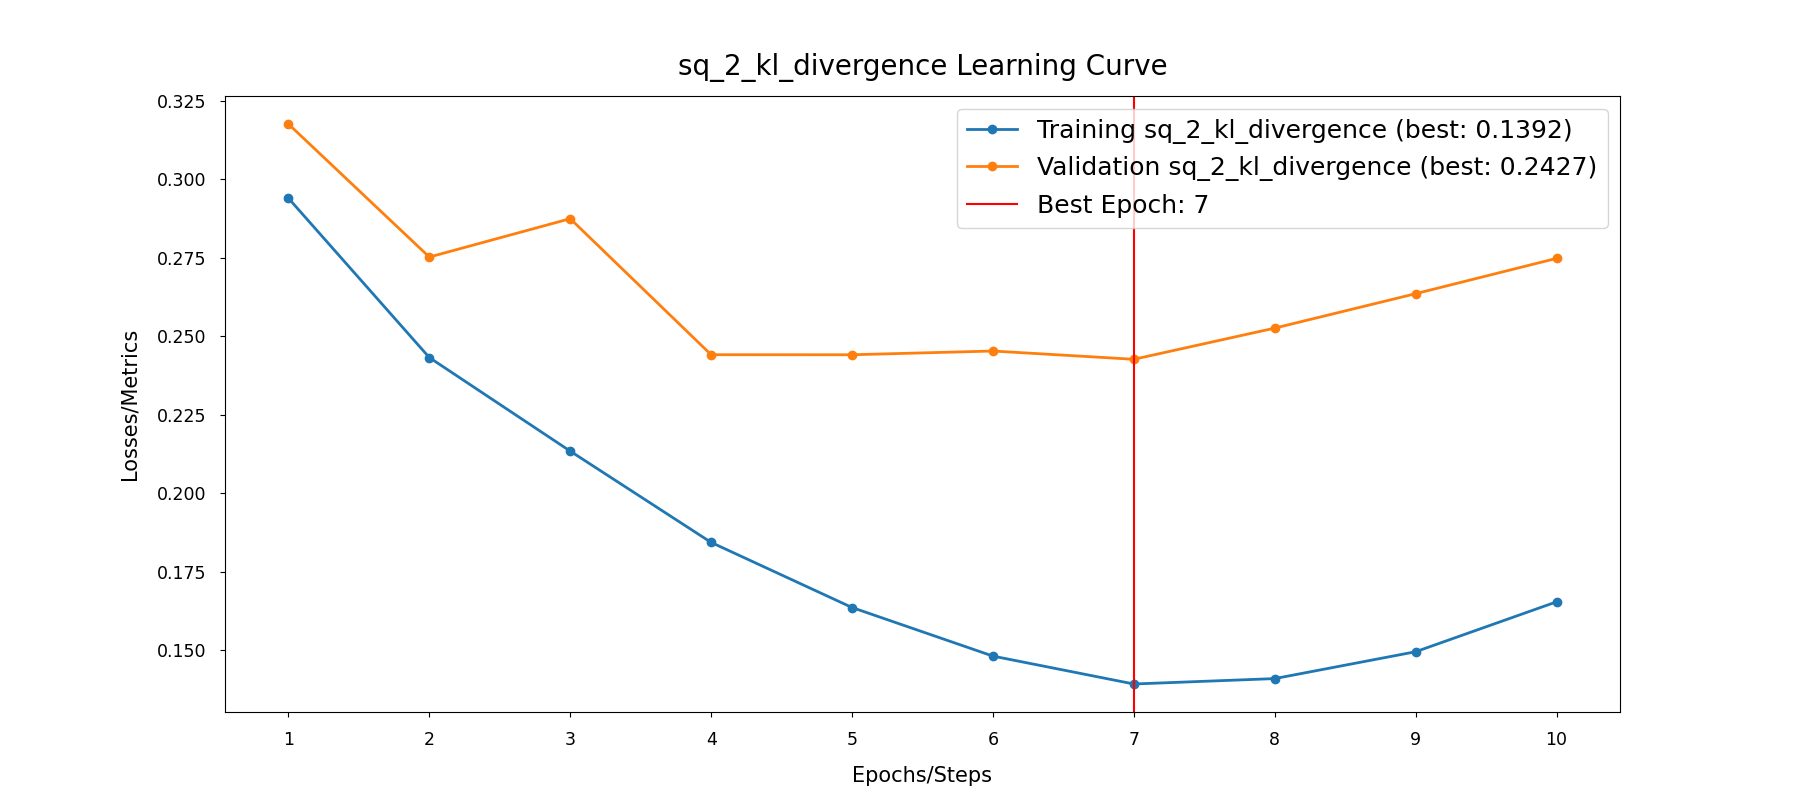 sq_2_kl_divergence Learning Curve
Training sq_2_kl_divergence (best: 0.1392)
Validation sq_2_kl_divergence (best: 0.2427)
Best Epoch: 7
Losses/Metrics
0.325
0.300
0.275
0.250
0.225
0.200
0.175
0.150
1 2 3 4 5 6 7 8 9 10
Epochs/Steps